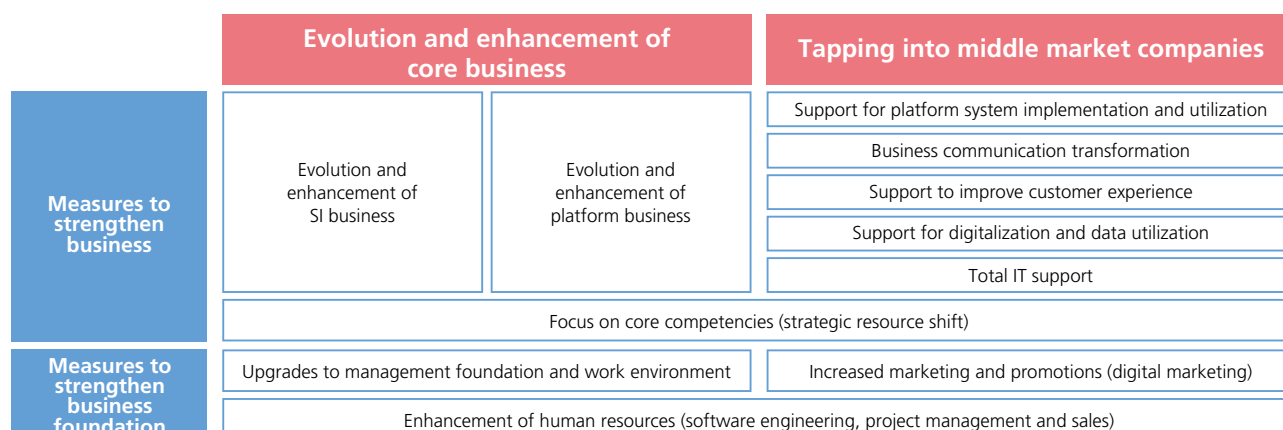 Evolution and enhancement of
core business
Tapping into middle market companies
Measures to
strengthen
business
Evolution and
enhancement of
SI business
Evolution and
enhancement of
platform business
Support for platform system implementation and utilization
Business communication transformation
Support to improve customer experience
Support for digitalization and data utilization
Total IT support
Focus on core competencies (strategic resource shift)
Measures to
strengthen
business
foundation
Upgrades to management foundation and work environment
Increased marketing and promotions (digital marketing)
Enhancement of human resources (software engineering, project management and sales)